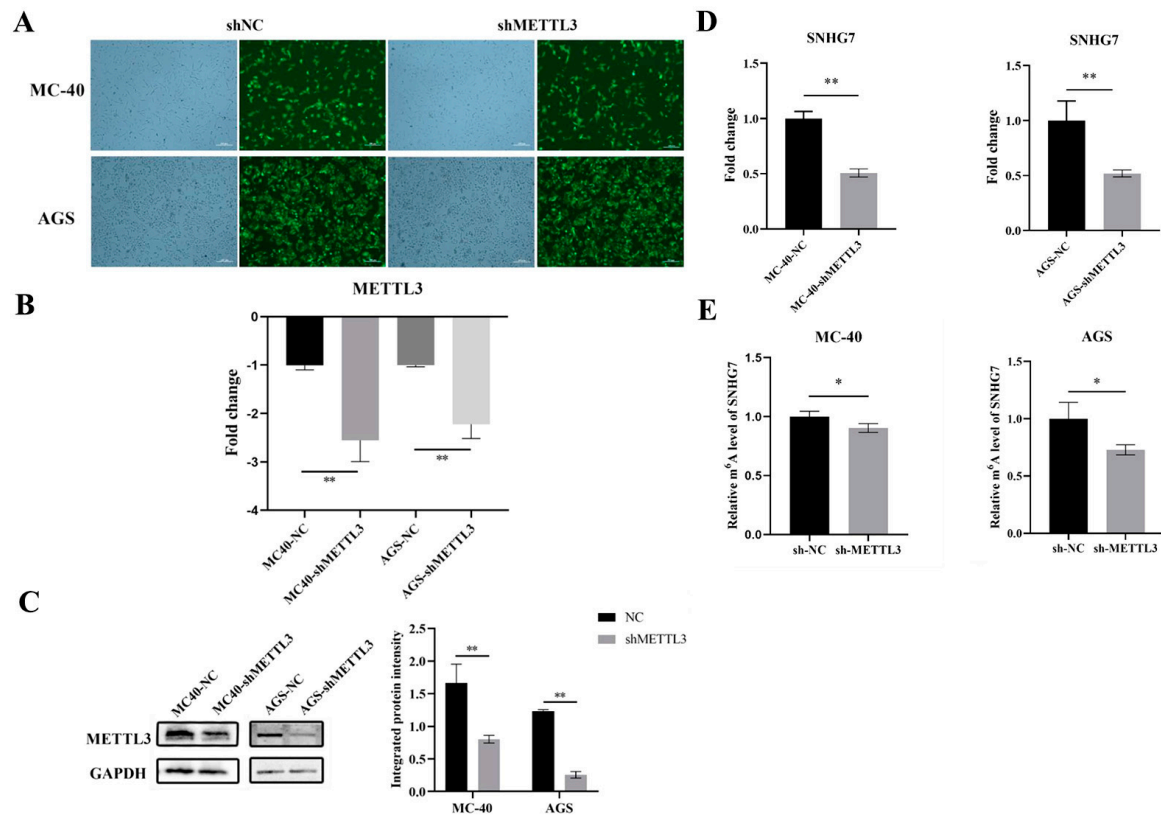 A
shNC
shMETTL3
MC-40
AGS
B
METTL3
Fold change
0
-1
-2
-3
-4
**
**
MC40-NC
MC40-shMETTL3
AGS-NC
AGS-shMETTL3
C
MC40-NC
MC40-shMETTL3
AGS-NC
AGS-shMETTL3
METTL3
GAPDH
NC
shMETTL3
Integrated protein intensity
2.5
2.0
1.5
1.0
0.5
0.0
**
**
MC-40
AGS
D
SNHG7
Fold change
1.5
1.0
0.5
0.0
**
MC-40-NC
MC-40-shMETTL3
SNHG7
Fold change
1.5
1.0
0.5
0.0
**
AGS-NC
AGS-shMETTL3
E
MC-40
Relative m⁶A level of SNHG7
1.5
1.0
0.5
0.0
*
sh-NC sh-METTL3
AGS
Relative m⁶A level of SNHG7
1.5
1.0
0.5
0.0
*
sh-NC sh-METTL3